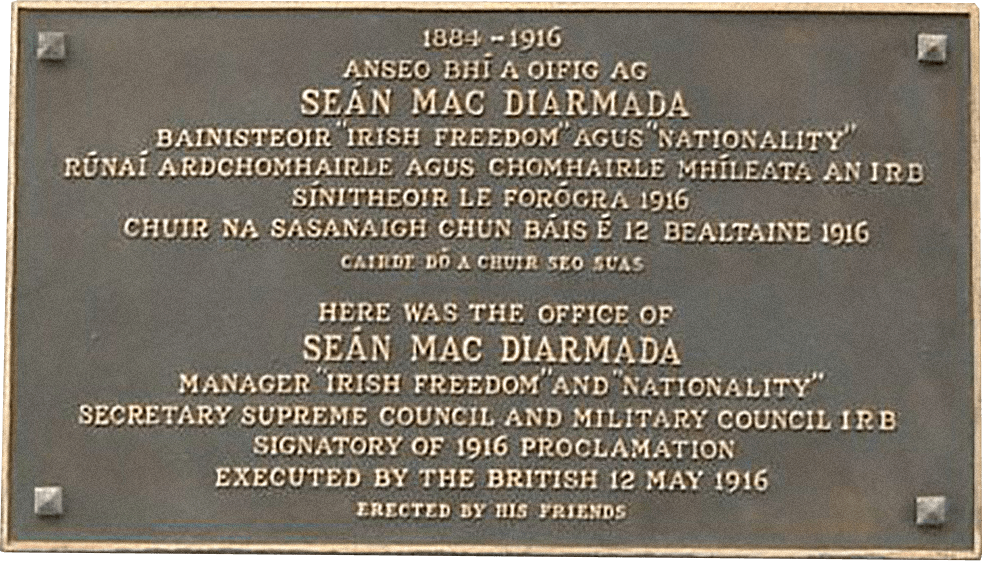 1884 - 1916
ANSEO BHÍ A OIFIG AG
SEÁN MAC DIARMADA
BAINISTEOIR "IRISH FREEDOM" AGUS "NATIONALITY"
RÚNAÍ ARDCHOMHAIRLE AGUS CHOMHAIRLE MHÍLEATA AN IRB
SÍNITHEOIR LE FORÓGRA 1916
CHUIR NA SASANAIGH CHUN BÁIS É 12 BEALTAINE 1916
CAIRDE DÓ A CHUIR SEO SUAS
HERE WAS THE OFFICE OF
SEÁN MAC DIARMADA
MANAGER "IRISH FREEDOM" AND "NATIONALITY"
SECRETARY SUPREME COUNCIL AND MILITARY COUNCIL IRB
SIGNATORY OF 1916 PROCLAMATION
EXECUTED BY THE BRITISH 12 MAY 1916
ERECTED BY HIS FRIENDS